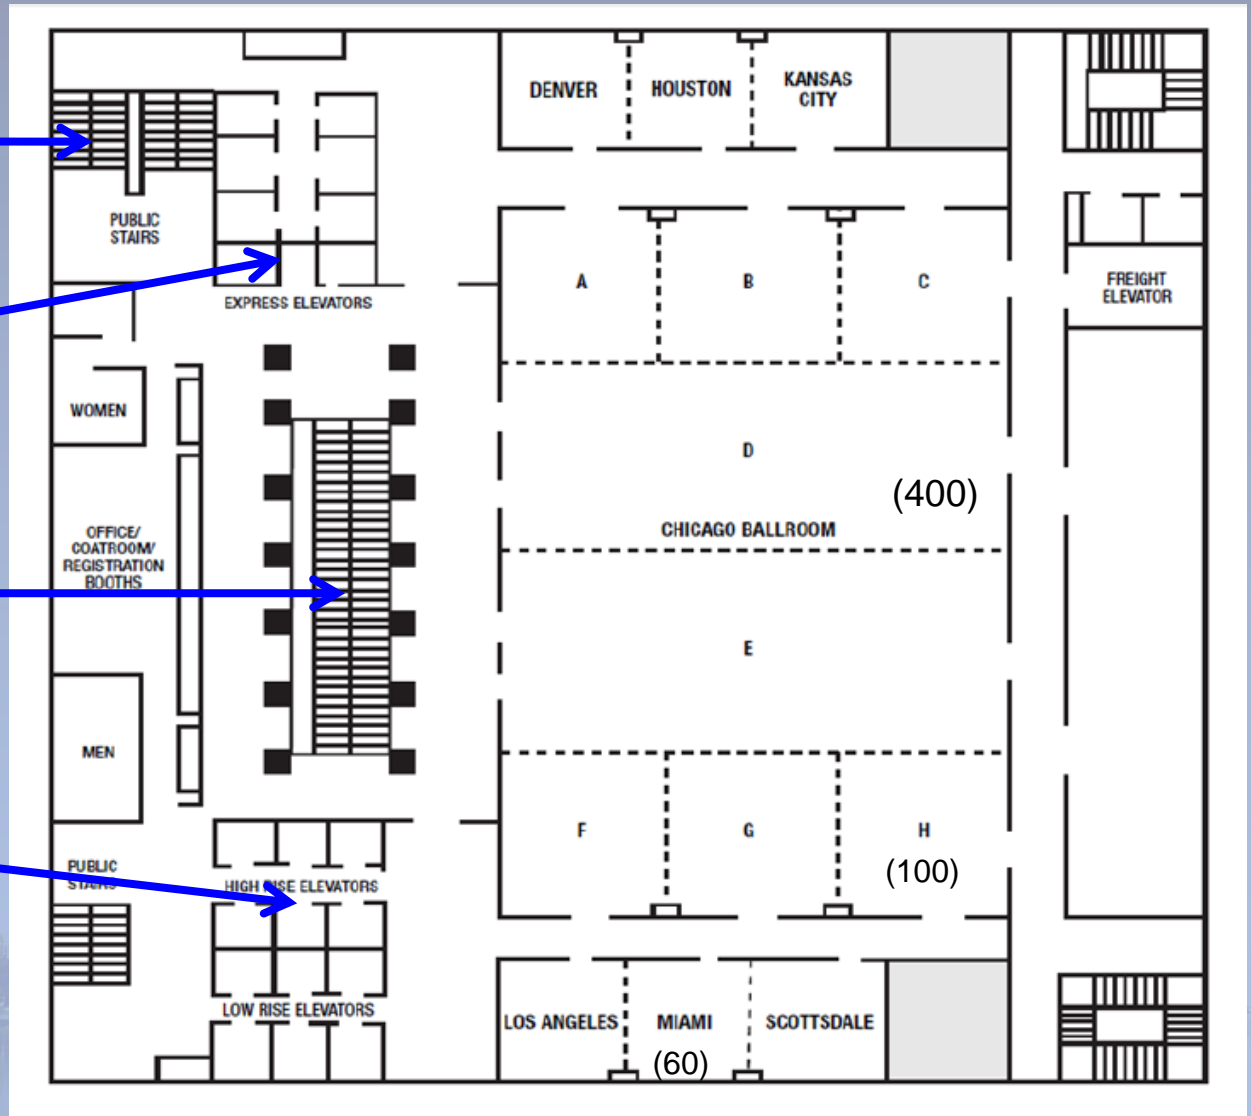 DENVER
HOUSTON
KANSAS
CITY
PUBLIC
STAIRS
A
B
C
FREIGHT
ELEVATOR
EXPRESS ELEVATORS
WOMEN
D
(400)
CHICAGO BALLROOM
OFFICE/
COATROOM/
REGISTRATION
BOOTHS
E
MEN
F
G
H
(100)
PUBLIC
STAIRS
HIGH RISE ELEVATORS
LOW RISE ELEVATORS
LOS ANGELES
MIAMI
(60)
SCOTTSDALE